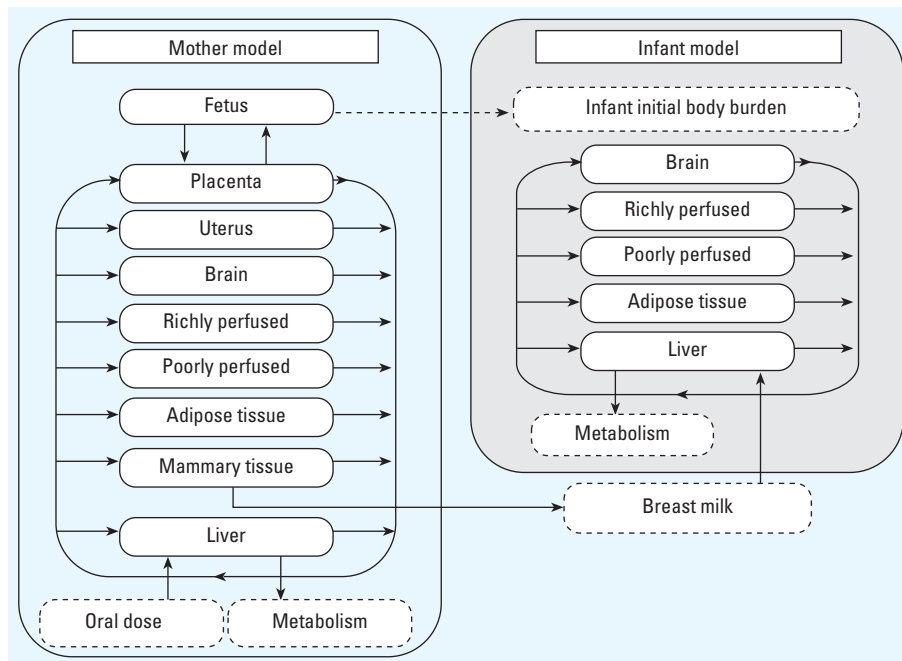 Mother model
Fetus
Placenta
Uterus
Brain
Richly perfused
Poorly perfused
Adipose tissue
Mammary tissue
Liver
Oral dose
Metabolism
Infant model
Infant initial body burden
Brain
Richly perfused
Poorly perfused
Adipose tissue
Liver
Metabolism
Breast milk